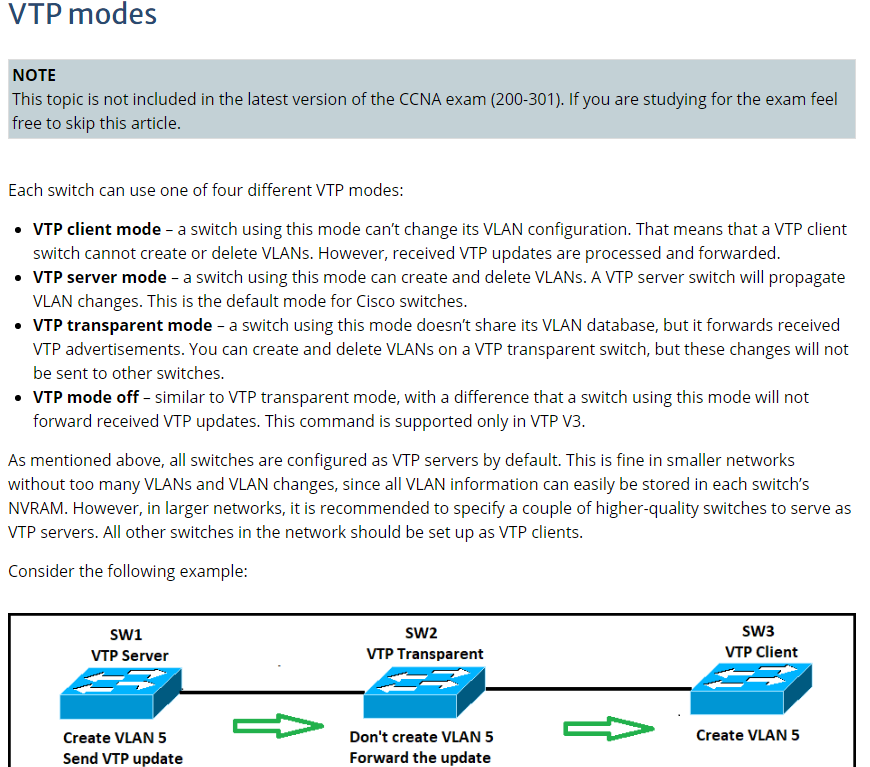 VTP modes
NOTE
This topic is not included in the latest version of the CCNA exam (200-301). If you are studying for the exam feel
free to skip this article.
Each switch can use one of four different VTP modes:
• VTP client mode – a switch using this mode can’t change its VLAN configuration. That means that a VTP client
switch cannot create or delete VLANs. However, received VTP updates are processed and forwarded.
• VTP server mode – a switch using this mode can create and delete VLANs. A VTP server switch will propagate
VLAN changes. This is the default mode for Cisco switches.
• VTP transparent mode – a switch using this mode doesn’t share its VLAN database, but it forwards received
VTP advertisements. You can create and delete VLANs on a VTP transparent switch, but these changes will not
be sent to other switches.
• VTP mode off – similar to VTP transparent mode, with a difference that a switch using this mode will not
forward received VTP updates. This command is supported only in VTP V3.
As mentioned above, all switches are configured as VTP servers by default. This is fine in smaller networks
without too many VLANs and VLAN changes, since all VLAN information can easily be stored in each switch’s
NVRAM. However, in larger networks, it is recommended to specify a couple of higher-quality switches to serve as
VTP servers. All other switches in the network should be set up as VTP clients.
Consider the following example:
SW1
VTP Server
Create VLAN 5
Send VTP update
SW2
VTP Transparent
Don't create VLAN 5
Forward the update
SW3
VTP Client
Create VLAN 5